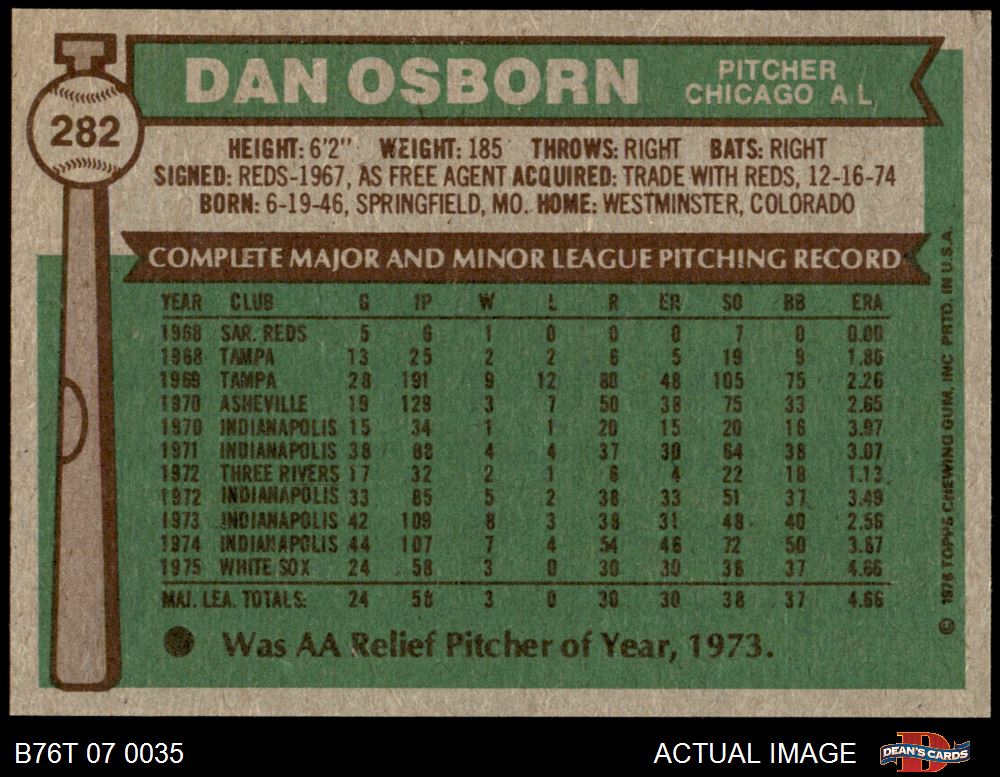 282
DAN OSBORN
PITCHER
CHICAGO A L
HEIGHT: 6'2" WEIGHT: 185 THROWS: RIGHT BATS: RIGHT
SIGNED: REDS-1967, AS FREE AGENT ACQUIRED: TRADE WITH REDS, 12-16-74
BORN: 6-19-46, SPRINGFIELD, MO. HOME: WESTMINSTER, COLORADO
COMPLETE MAJOR AND MINOR LEAGUE PITCHING RECORD
YEAR CLUB G IP W L R ER SO BB ERA
1968 SAR. REDS 5 6 1 0 0 0 7 0 0.00
1968 TAMPA 13 25 2 2 6 5 19 9 1.80
1969 TAMPA 28 191 9 12 80 48 105 75 2.26
1970 ASHEVILLE 19 129 3 7 50 38 75 33 2.65
1970 INDIANAPOLIS 15 34 1 1 20 15 20 16 3.97
1971 INDIANAPOLIS 38 88 4 4 37 30 64 38 3.07
1972 THREE RIVERS 17 32 2 1 6 4 22 18 1.13
1972 INDIANAPOLIS 33 85 5 2 38 33 51 37 3.49
1973 INDIANAPOLIS 42 109 8 3 38 31 48 40 2.56
1974 INDIANAPOLIS 44 107 7 4 54 46 72 50 3.87
1975 WHITE SOX 24 58 3 0 30 30 38 37 4.66
MAJ. LEA. TOTALS: 24 58 3 0 30 30 38 37 4.66
Was AA Relief Pitcher of Year, 1973.
© 1976 TOPPS CHEWING GUM, INC PRTD. IN U.S.A.
B76T 07 0035
ACTUAL IMAGE
DEAN'S CARDS